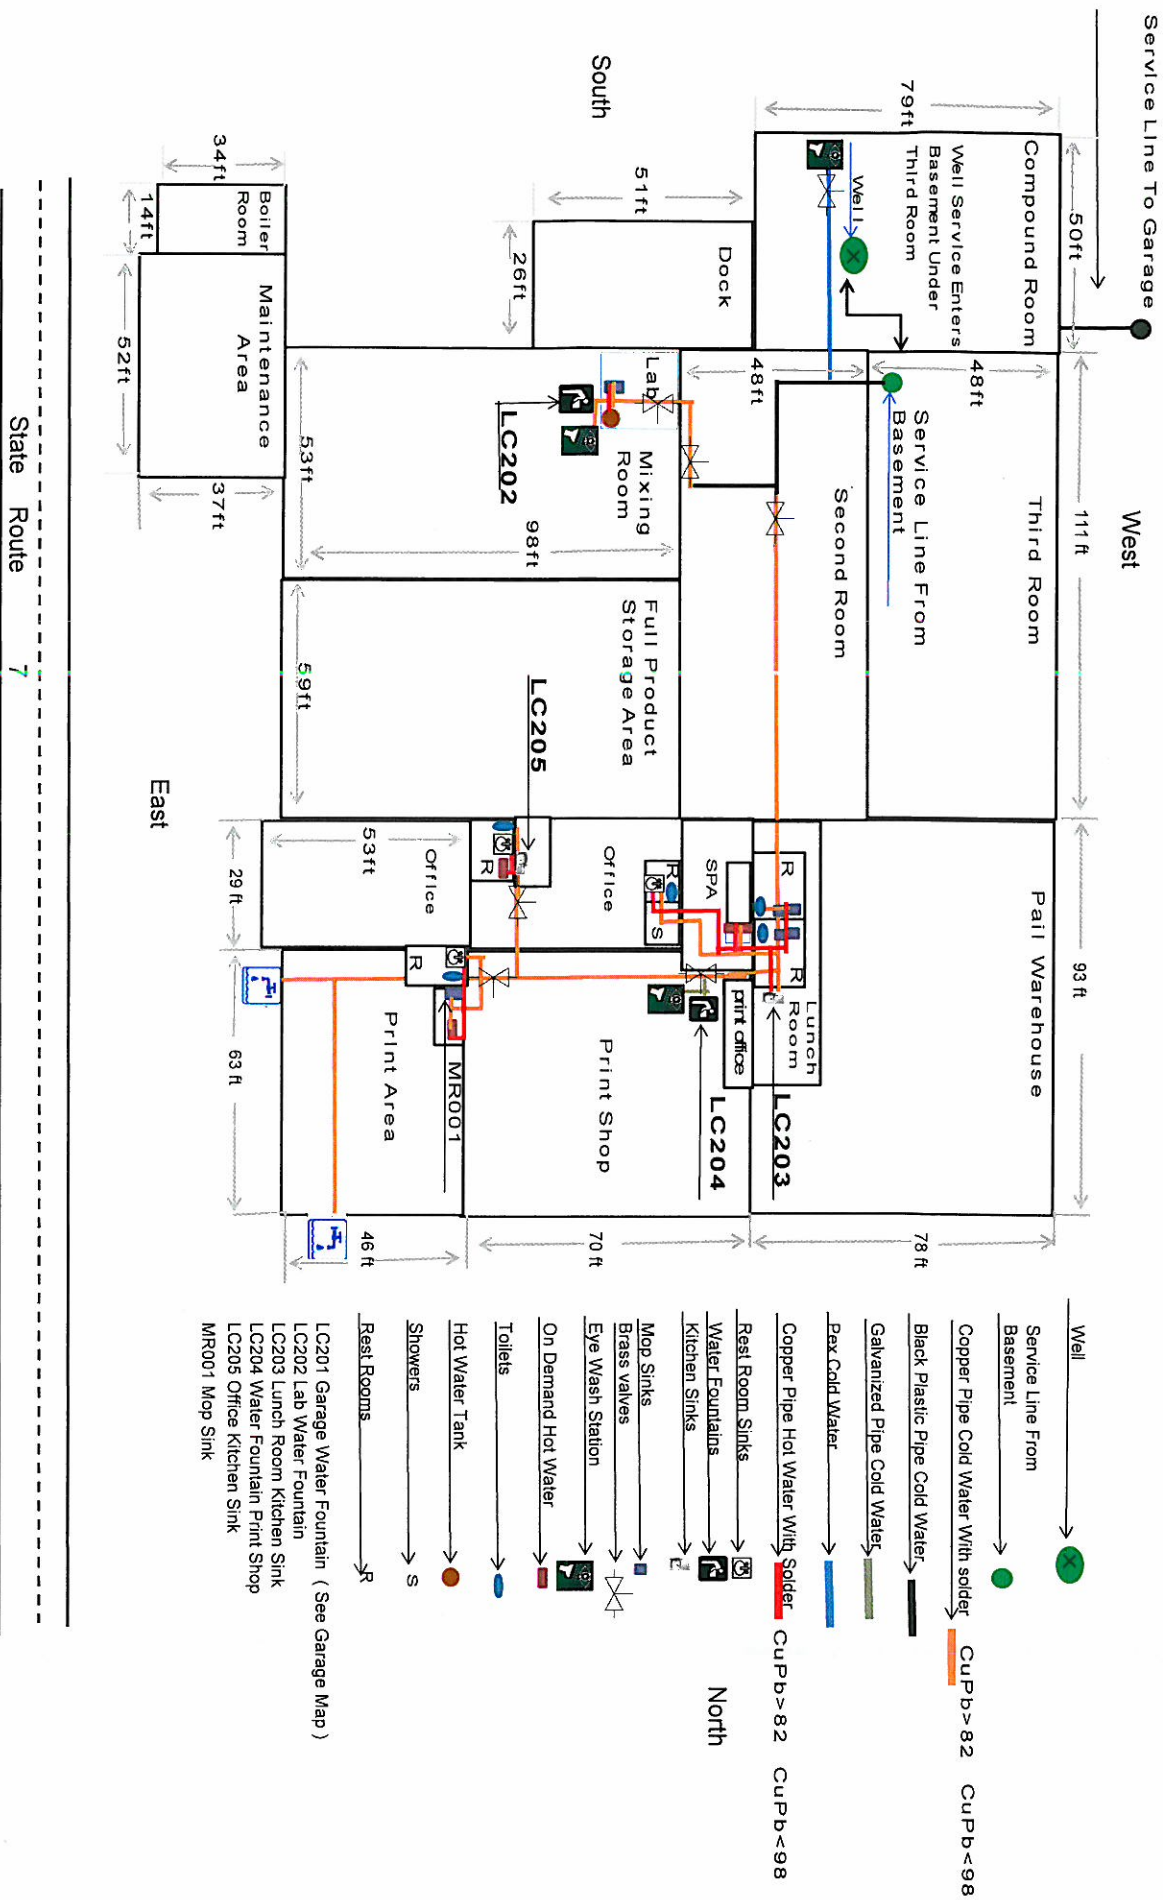 Service Line To Garage
West
South
79ft
50ft
Compound Room
Well Service Enters
Basement Under
Third Room
Well
111ft
93 ft
48ft
Third Room
Service Line From
Basement
Pail Warehouse
48ft
Second Room
R
R
Lunch
Room
LC203
78 ft
51ft
Dock
26ft
Lab
Mixing
Room
LC202
98ft
53ft
Full Product
Storage Area
59ft
LC205
SPA
R
S
Office
print office
LC204
Print Shop
70 ft
R
Office
53ft
29 ft
R
MR001
Print Area
63 ft
46 ft
34ft
Boiler
Room
14ft
Maintenance
Area
52ft
37ft
East
State Route 7
Well
Service Line From
Basement
Copper Pipe Cold Water With solder CuPb>82 CuPb<98
Black Plastic Pipe Cold Water
Galvanized Pipe Cold Water
Pex Cold Water
Copper Pipe Hot Water With Solder CuPb>82 CuPb<98
Rest Room Sinks
Water Fountains
Kitchen Sinks
Mop Sinks
Brass valves
Eye Wash Station
On Demand Hot Water
Toilets
Hot Water Tank
Showers S
Rest Rooms R
North
LC201 Garage Water Fountain ( See Garage Map )
LC202 Lab Water Fountain
LC203 Lunch Room Kitchen Sink
LC204 Water Fountain Print Shop
LC205 Office Kitchen Sink
MR001 Mop Sink